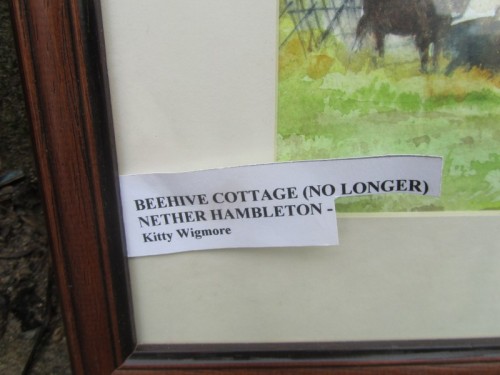 BEEHIVE COTTAGE (NO LONGER)
NETHER HAMBLETON -
Kitty Wigmore